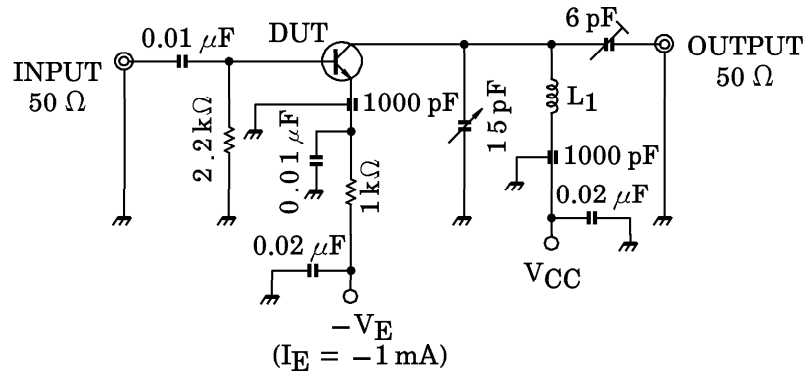 0.01 μF
DUT
6 pF
INPUT
50 Ω
OUTPUT
50 Ω
2.2 kΩ
1000 pF
0.01 μF
1 kΩ
15 pF
L1
1000 pF
0.02 μF
0.02 μF
VCC
−VE
(IE = −1 mA)